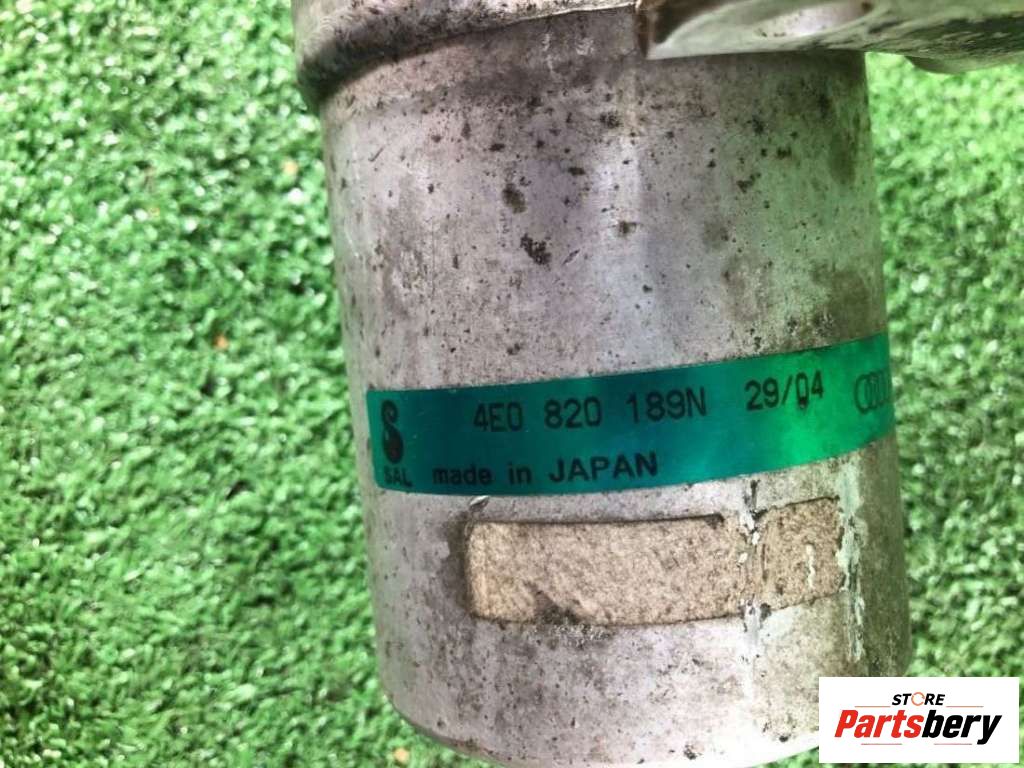 4E0 820 189N 29/04
SAL made in JAPAN
STORE
Partsbery